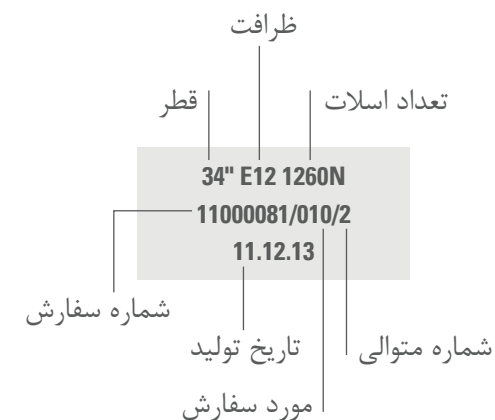 ظرافت
تعداد اسلات
قطر
34" E12 1260N
11000081/010/2
11.12.13
شماره سفارش
شماره متوالی
تاریخ تولید
مورد سفارش